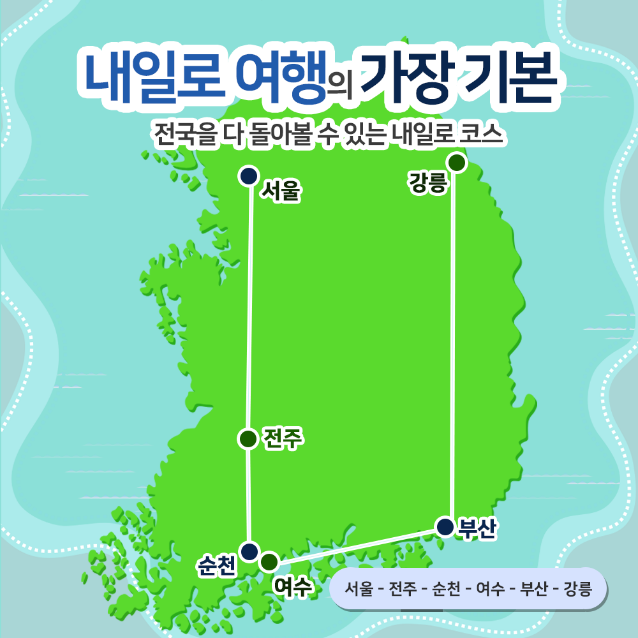 내일로 여행의 가장 기본
전국을 다 돌아볼 수 있는 내일로 코스
서울
강릉
전주
부산
순천
여수
서울 - 전주 - 순천 - 여수 - 부산 - 강릉